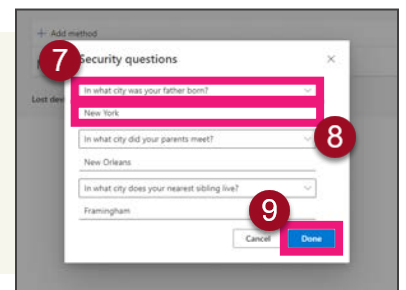 + Add method
7
Security questions
In what city was your father born?
New York
Lost
8
In what city did your parents meet?
New Orleans
In what city does your nearest sibling live?
Framingham
9
Cancel
Done